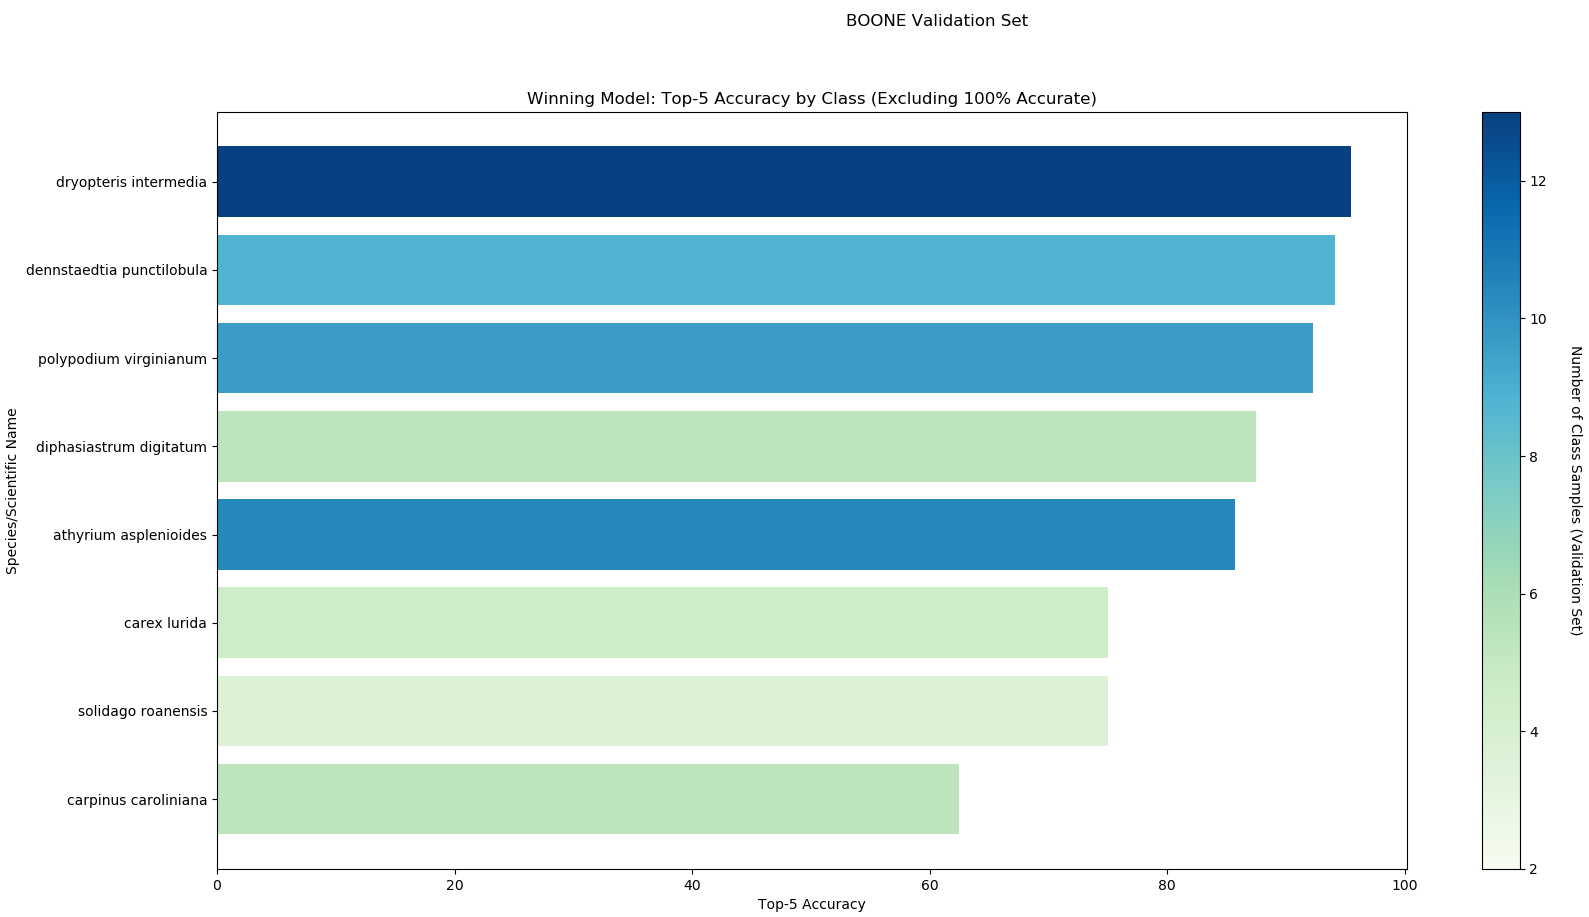 BOONE Validation Set
Winning Model: Top-5 Accuracy by Class (Excluding 100% Accurate)
Species/Scientific Name
dryopteris intermedia
dennstaedtia punctilobula
polypodium virginianum
diphasiastrum digitatum
athyrium asplenioides
carex lurida
solidago roanensis
carpinus caroliniana
0 20 40 60 80 100
Top-5 Accuracy
12
10
8
6
4
2
Number of Class Samples (Validation Set)